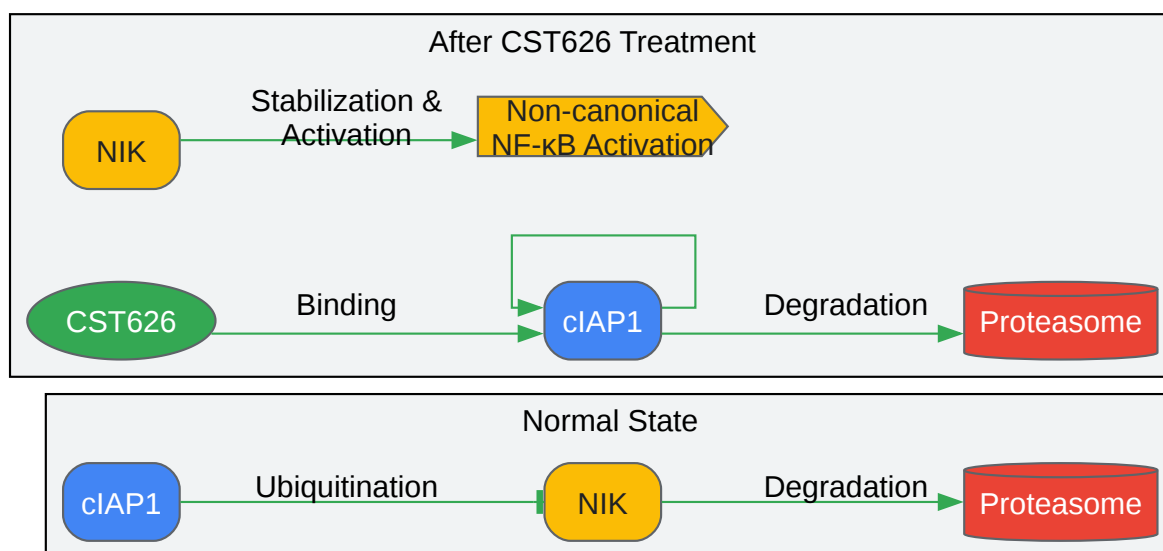 After CST626 Treatment
Stabilization &
Activation
NIK
Non-canonical
NF-κB Activation
CST626
Binding
cIAP1
Degradation
Proteasome
Normal State
cIAP1
Ubiquitination
NIK
Degradation
Proteasome